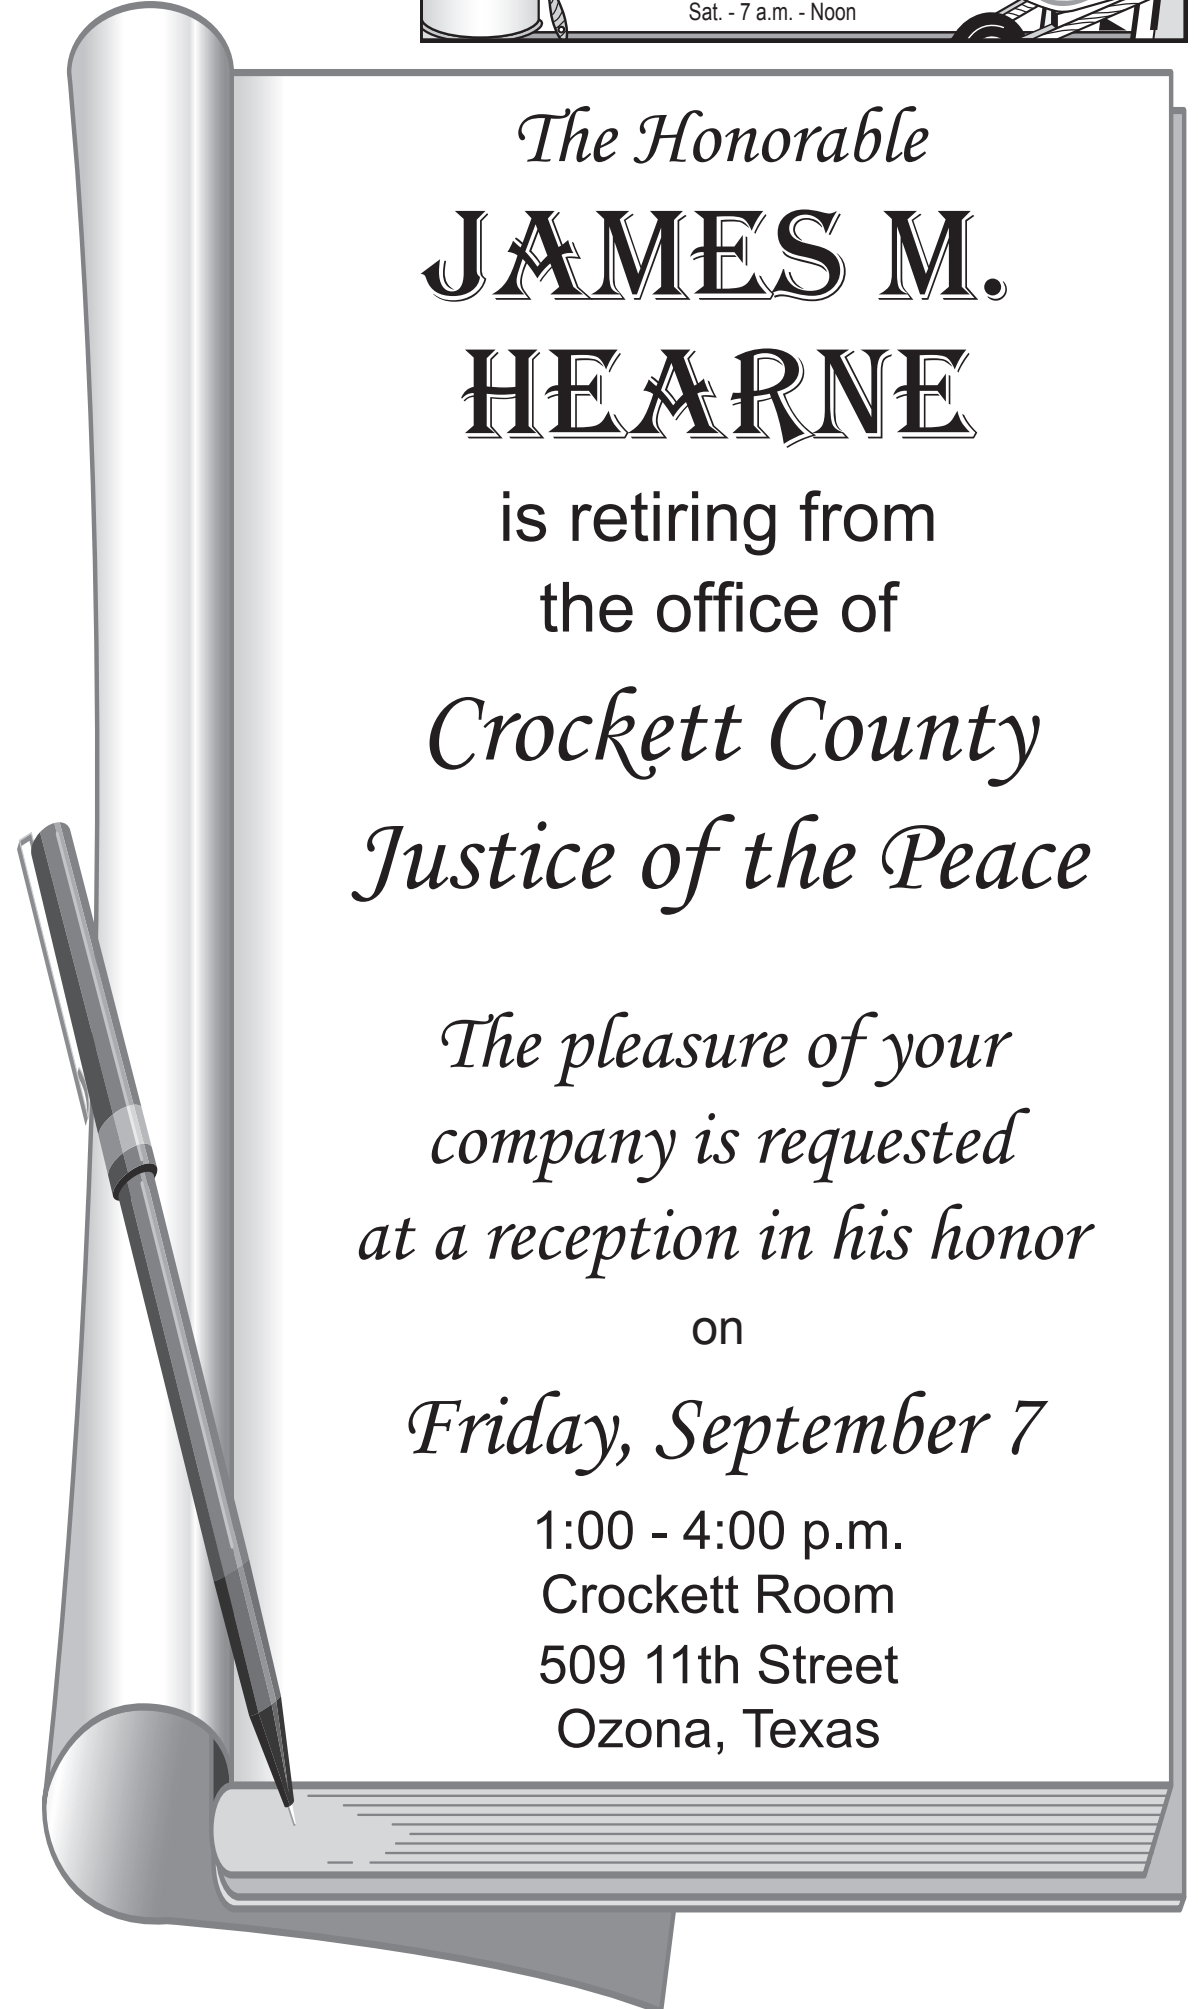 Sat. - 7 a.m. - Noon
The Honorable
JAMES M.
HEARNE
is retiring from
the office of
Crockett County
Justice of the Peace
The pleasure of your
company is requested
at a reception in his honor
on
Friday, September 7
1:00 - 4:00 p.m.
Crockett Room
509 11th Street
Ozona, Texas